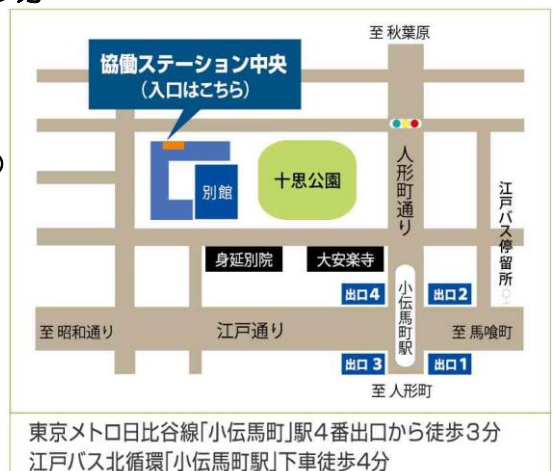 至 秋葉原
協働ステーション中央
（入口はこちら）
別館
十思公園
人形町通り
江戸バス停留所
身延別院
大安楽寺
出口4
小伝馬町駅
出口2
至 昭和通り
江戸通り
至 馬喰町
出口3
出口1
至 人形町
東京メトロ日比谷線「小伝馬町」駅4番出口から徒歩3分
江戸バス北循環「小伝馬町駅」下車徒歩4分